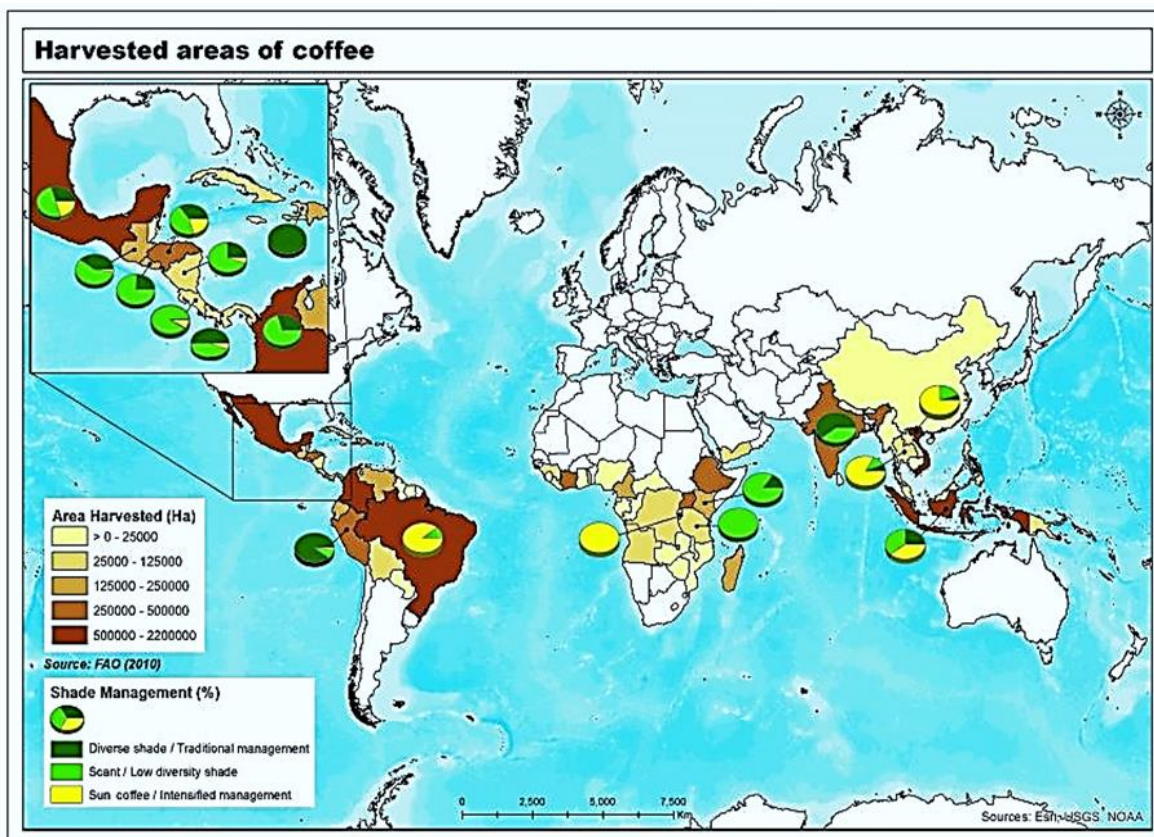 Harvested areas of coffee
N
W
E
S
Area Harvested (Ha)
> 0 - 25000
25000 - 125000
125000 - 250000
250000 - 500000
500000 - 2200000
Source: FAO (2010)
Shade Management (%)
Diverse shade / Traditional management
Scant / Low diversity shade
Sun coffee / Intensified management
0 2,500 5,000 7,500
Km
Sources: Esri, USGS, NOAA